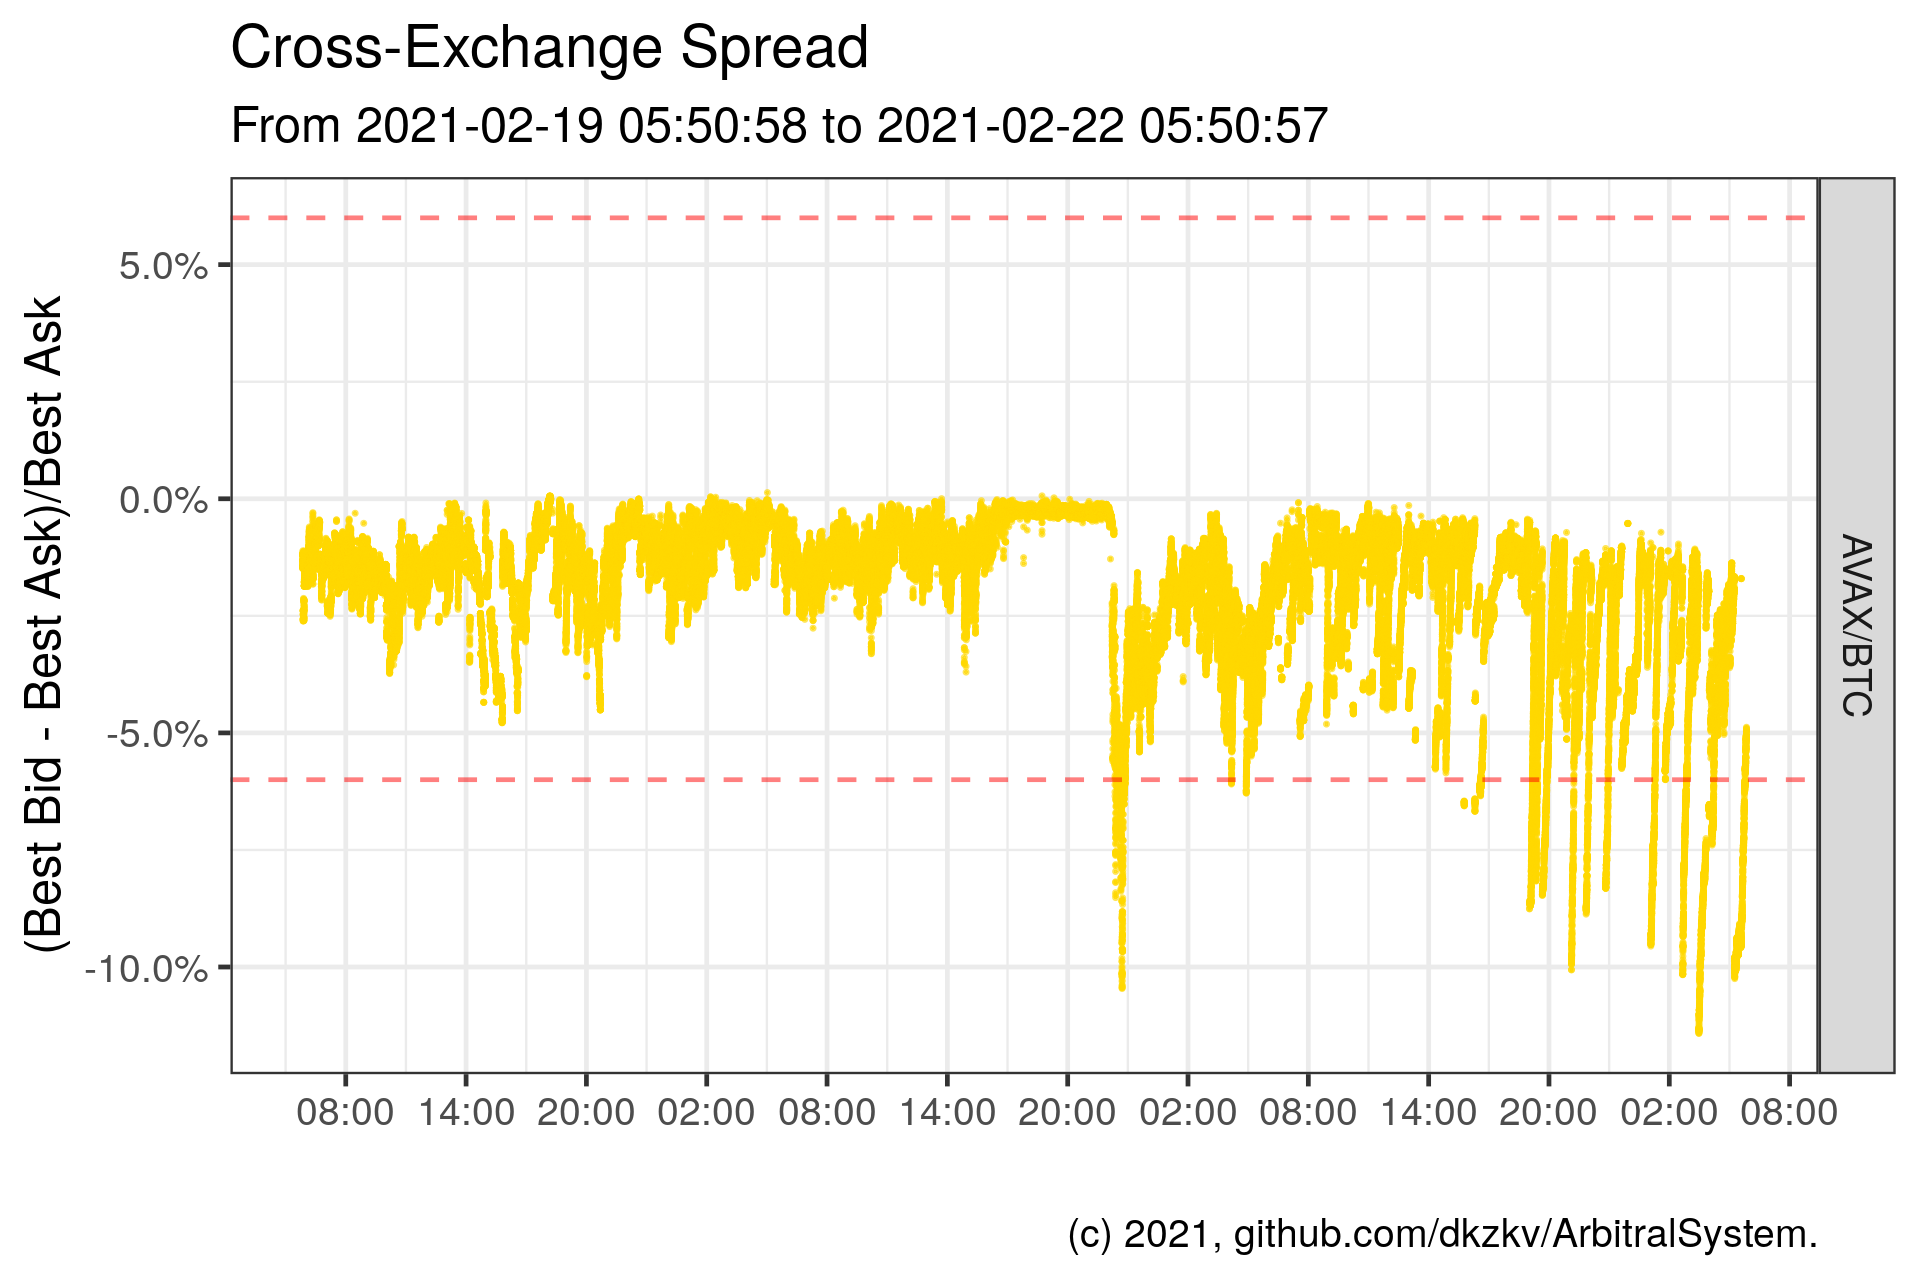 Cross-Exchange Spread
From 2021-02-19 05:50:58 to 2021-02-22 05:50:57
(Best Bid - Best Ask)/Best Ask
5.0%
0.0%
-5.0%
-10.0%
AVAX/BTC
08:00 14:00 20:00 02:00 08:00 14:00 20:00 02:00 08:00 14:00 20:00 02:00 08:00
(c) 2021, github.com/dkzkv/ArbitralSystem.